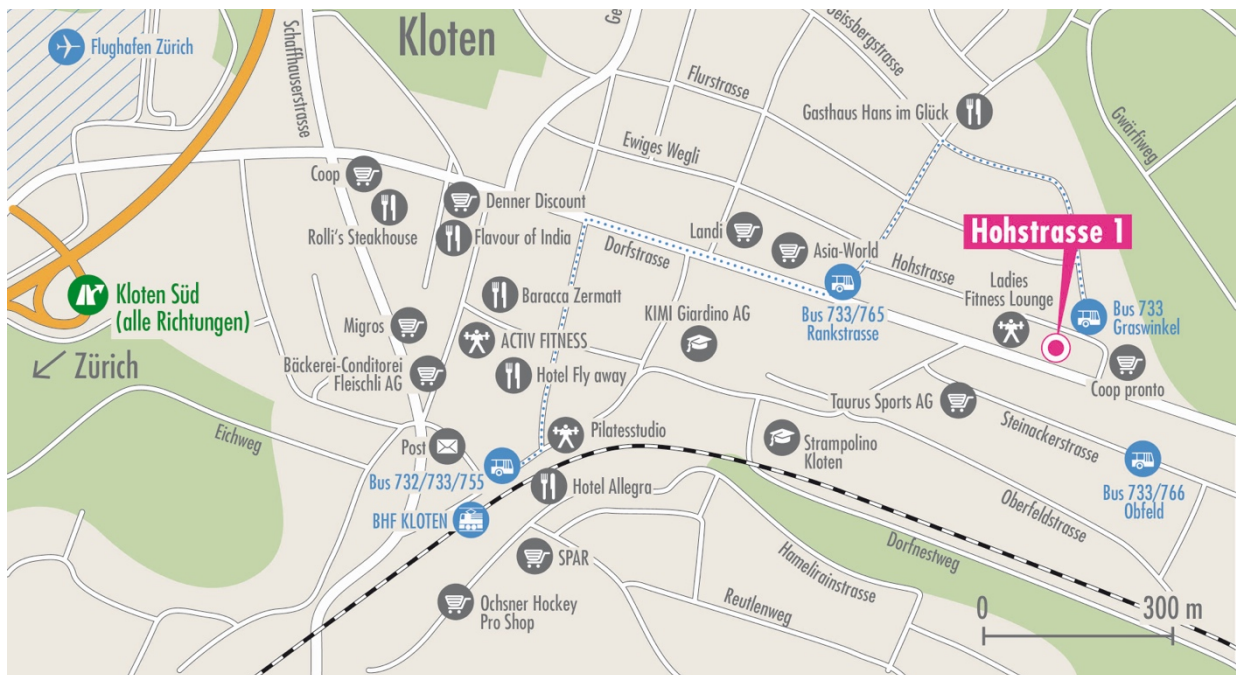 Kloten
Flughafen Zürich
Schaffhauserstrasse
Ge
Geissbergstrasse
Flurstrasse
Gasthaus Hans im Glück
Gwärfiweg
Ewiges Wegli
Coop
Denner Discount
Rolli's Steakhouse
Flavour of India
Landi
Dorfstrasse
Asia-World
Hohstrasse
Hohstrasse 1
Ladies
Fitness Lounge
Kloten Süd
(alle Richtungen)
Baracca Zermatt
KIMI Giardino AG
Bus 733/765
Rankstrasse
Bus 733
Graswinkel
Migros
ACTIV FITNESS
Zürich
Bäckerei-Conditorei
Fleischli AG
Hotel Fly away
Taurus Sports AG
Coop pronto
Eichweg
Post
Pilatesstudio
Strampolino
Kloten
Steinackerstrasse
Bus 732/733/755
Hotel Allegra
Bus 733/766
Obfeld
BHF KLOTEN
Oberfeldstrasse
SPAR
Dorfnestweg
Hamelirainstrasse
Ochsner Hockey
Pro Shop
Reutlenweg
0 300 m